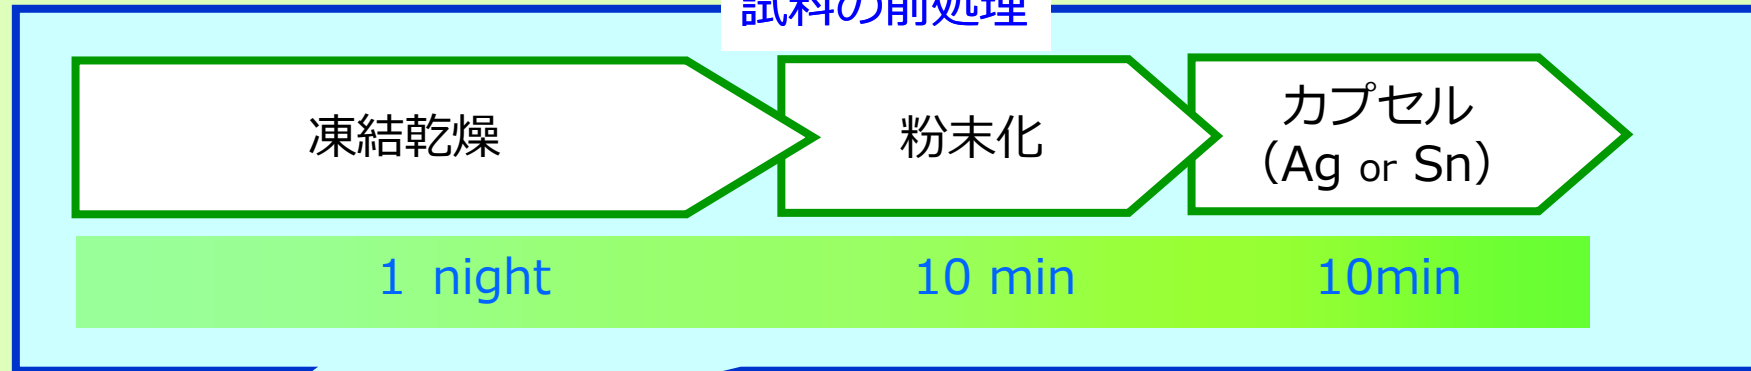 試料の前処理
凍結乾燥
粉末化
カプセル
（Ag or Sn）
1 night
10 min
10min